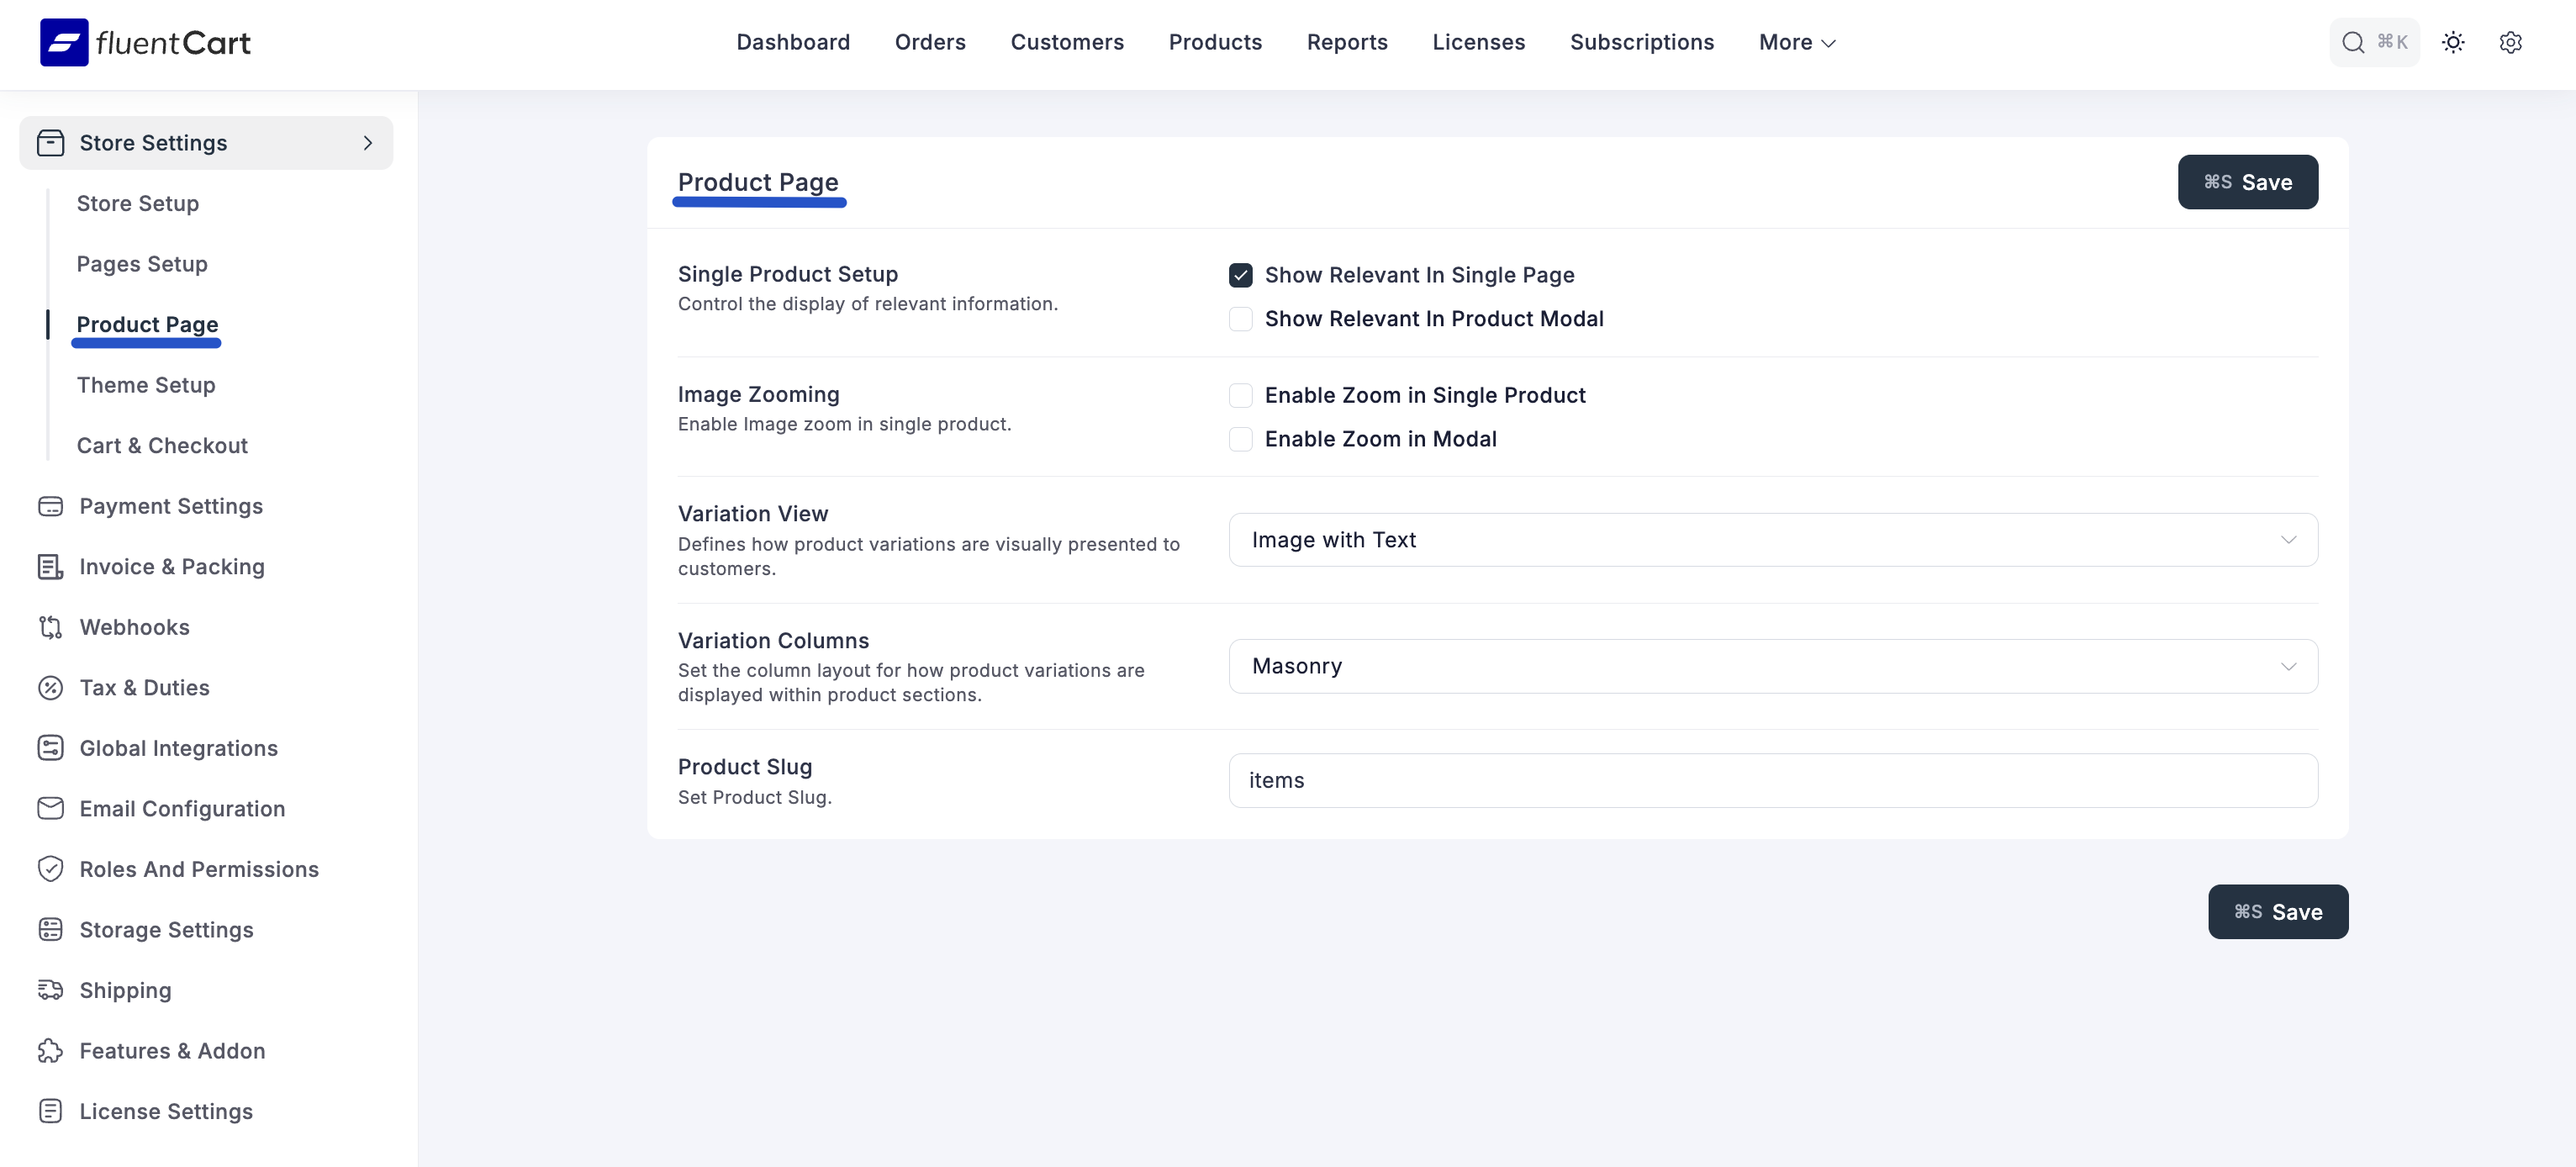 fluentCart
Dashboard
Orders
Customers
Products
Reports
Licenses
Subscriptions
More
⌘K
Store Settings
Store Setup
Pages Setup
Product Page
Theme Setup
Cart & Checkout
Payment Settings
Invoice & Packing
Webhooks
Tax & Duties
Global Integrations
Email Configuration
Roles And Permissions
Storage Settings
Shipping
Features & Addon
License Settings
Product Page
⌘S Save
Single Product Setup
Control the display of relevant information.
Show Relevant In Single Page
Show Relevant In Product Modal
Image Zooming
Enable Image zoom in single product.
Enable Zoom in Single Product
Enable Zoom in Modal
Variation View
Defines how product variations are visually presented to
customers.
Image with Text
Variation Columns
Set the column layout for how product variations are
displayed within product sections.
Masonry
Product Slug
Set Product Slug.
items
⌘S Save